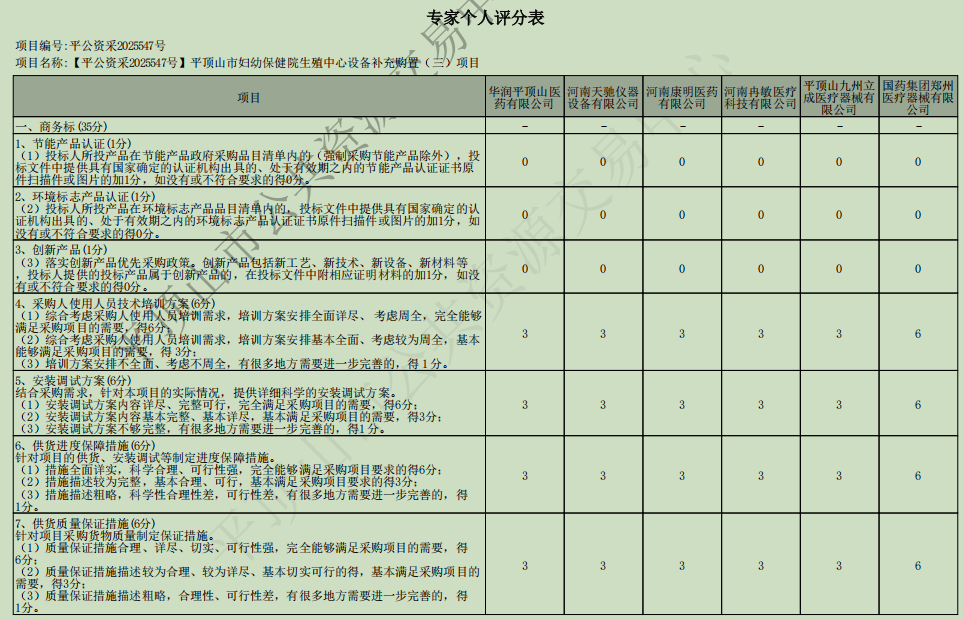 专家个人评分表
项目编号:平公资采2025547号
项目名称:【平公资采2025547号】平顶山市妇幼保健院生殖中心设备补充购置（三）项目
项目
华润平顶山医
药有限公司
河南天驰仪器
设备有限公司
河南康明医药
有限公司
河南冉敏医疗
科技有限公司
平顶山九州立
成医疗器械有
限公司
国药集团郑州
医疗器械有限
公司
一、商务标(35分)
－ － － － － －
1、节能产品认证(1分)
（1）投标人所投产品在节能产品政府采购品目清单内的（强制采购节能产品除外），投
标文件中提供具有国家确定的认证机构出具的、处于有效期之内的节能产品认证证书原
件扫描件或图片的加1分，如没有或不符合要求的得0分。
0 0 0 0 0 0
2、环境标志产品认证(1分)
（2）投标人所投产品在环境标志产品品目清单内的，投标文件中提供具有国家确定的认
证机构出具的、处于有效期之内的环境标志产品认证证书原件扫描件或图片的加1分，如
没有或不符合要求的得0分。
0 0 0 0 0 0
3、创新产品(1分)
（3）落实创新产品优先采购政策。创新产品包括新工艺、新技术、新设备、新材料等
，投标人提供的投标产品属于创新产品的，在投标文件中附相应证明材料的加1分，如没
有或不符合要求的得0分。
0 0 0 0 0 0
4、采购人使用人员技术培训方案(6分)
（1）综合考虑采购人使用人员培训需求，培训方案安排全面详尽、 考虑周全，完全能够
满足采购项目的需要，得6分；
（2）综合考虑采购人使用人员培训需求，培训方案安排基本全面、考虑较为周全，基本
能够满足采购项目的需要，得 3分；
（3）培训方案安排不全面、考虑不周全，有很多地方需要进一步完善的，得 1 分。
3 3 3 3 3 6
5、安装调试方案(6分)
结合采购需求，针对本项目的实际情况，提供详细科学的安装调试方案。
（1）安装调试方案内容详尽、完整可行，完全满足采购项目的需要，得6分；
（2）安装调试方案内容基本完整、基本详尽，基本满足采购项目的需要，得3分；
（3）安装调试方案不够完整，有很多地方需要进一步完善的，得1 分。
3 3 3 3 3 6
6、供货进度保障措施(6分)
针对项目的供货、安装调试等制定进度保障措施。
（1）措施全面详实，科学合理、可行性强，完全能够满足采购项目要求的得6分；
（2）措施描述较为完整，基本合理、可行，基本满足采购项目要求的得3分；
（3）措施描述粗略，科学性合理性差，可行性差，有很多地方需要进一步完善的，得
1分。
3 3 3 3 3 6
7、供货质量保证措施(6分)
针对项目采购货物质量制定保证措施。
（1）质量保证措施合理、详尽、切实、可行性强，完全能够满足采购项目的需要，得
6分；
（2）质量保证措施描述较为合理、较为详尽、基本切实可行的得，基本满足采购项目的
需要，得3分；
（3）质量保证措施描述粗略，合理性、可行性差，有很多地方需要进一步完善的，得
1分。
3 3 3 3 3 6
平顶山市公共资源交易中
平顶山市公共资源交易中心